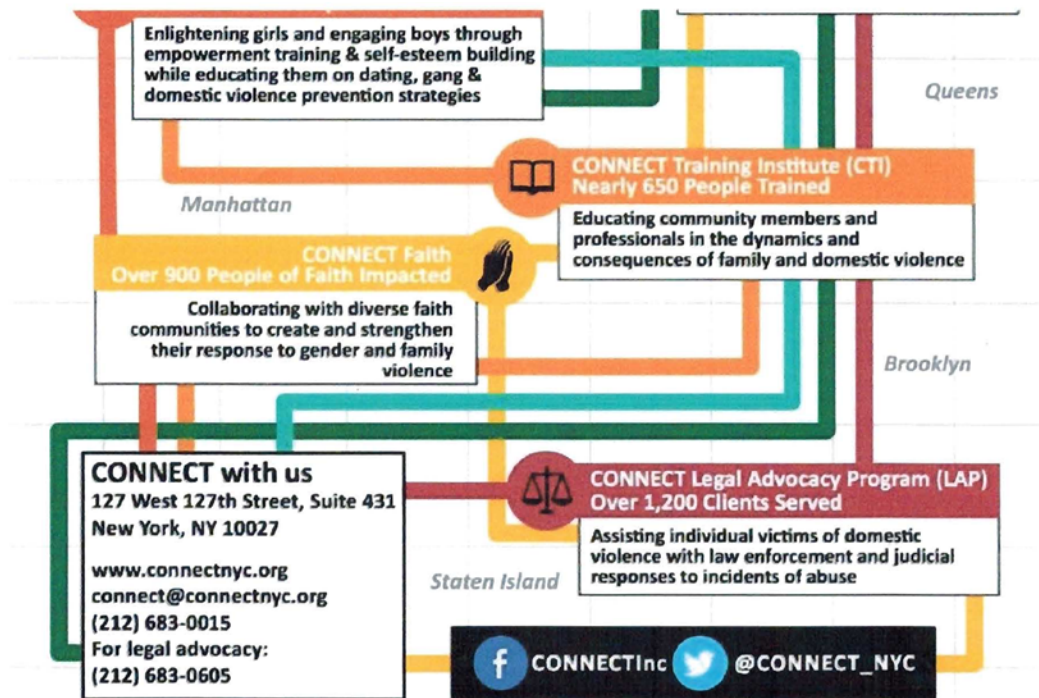 Enlightening girls and engaging boys through
empowerment training & self-esteem building
while educating them on dating, gang &
domestic violence prevention strategies
Queens
CONNECT Training Institute (CTI)
Nearly 650 People Trained
Educating community members and
professionals in the dynamics and
consequences of family and domestic violence
Manhattan
CONNECT Faith
Over 900 People of Faith Impacted
Collaborating with diverse faith
communities to create and strengthen
their response to gender and family
violence
Brooklyn
CONNECT with us
127 West 127th Street, Suite 431
New York, NY 10027
www.connectnyc.org
connect@connectnyc.org
(212) 683-0015
For legal advocacy:
(212) 683-0605
CONNECT Legal Advocacy Program (LAP)
Over 1,200 Clients Served
Assisting individual victims of domestic
violence with law enforcement and judicial
responses to incidents of abuse
Staten Island
f CONNECTInc @CONNECT_NYC